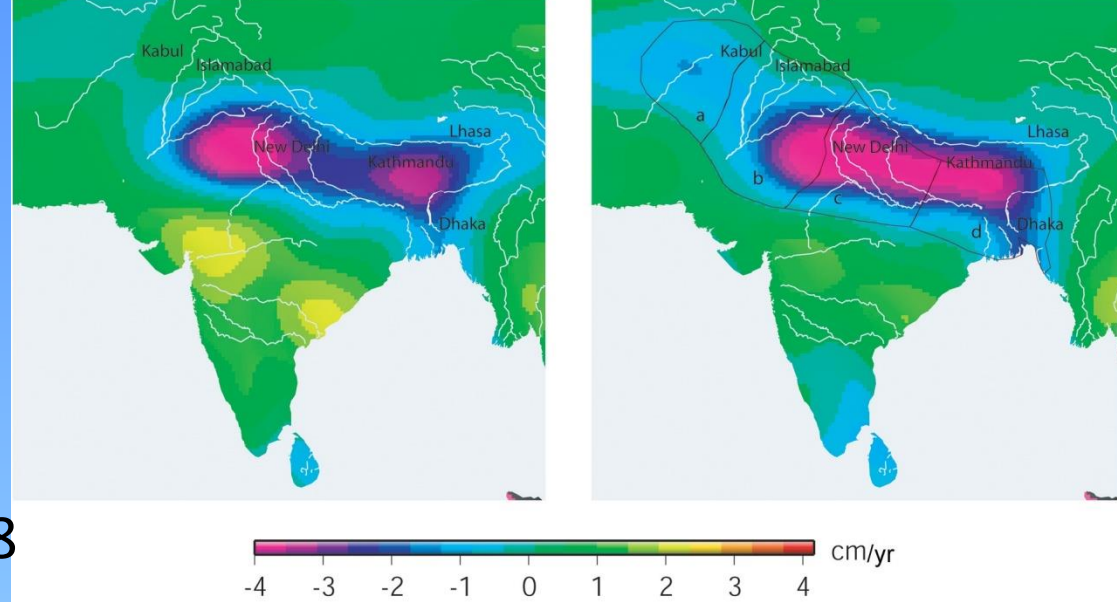 Kabul
Islamabad
New Delhi
Lhasa
Kathmandu
Dhaka
Kabul
Islamabad
a
Lhasa
New Delhi
Kathmandu
b
c
d
Dhaka
8
cm/yr
-4 -3 -2 -1 0 1 2 3 4